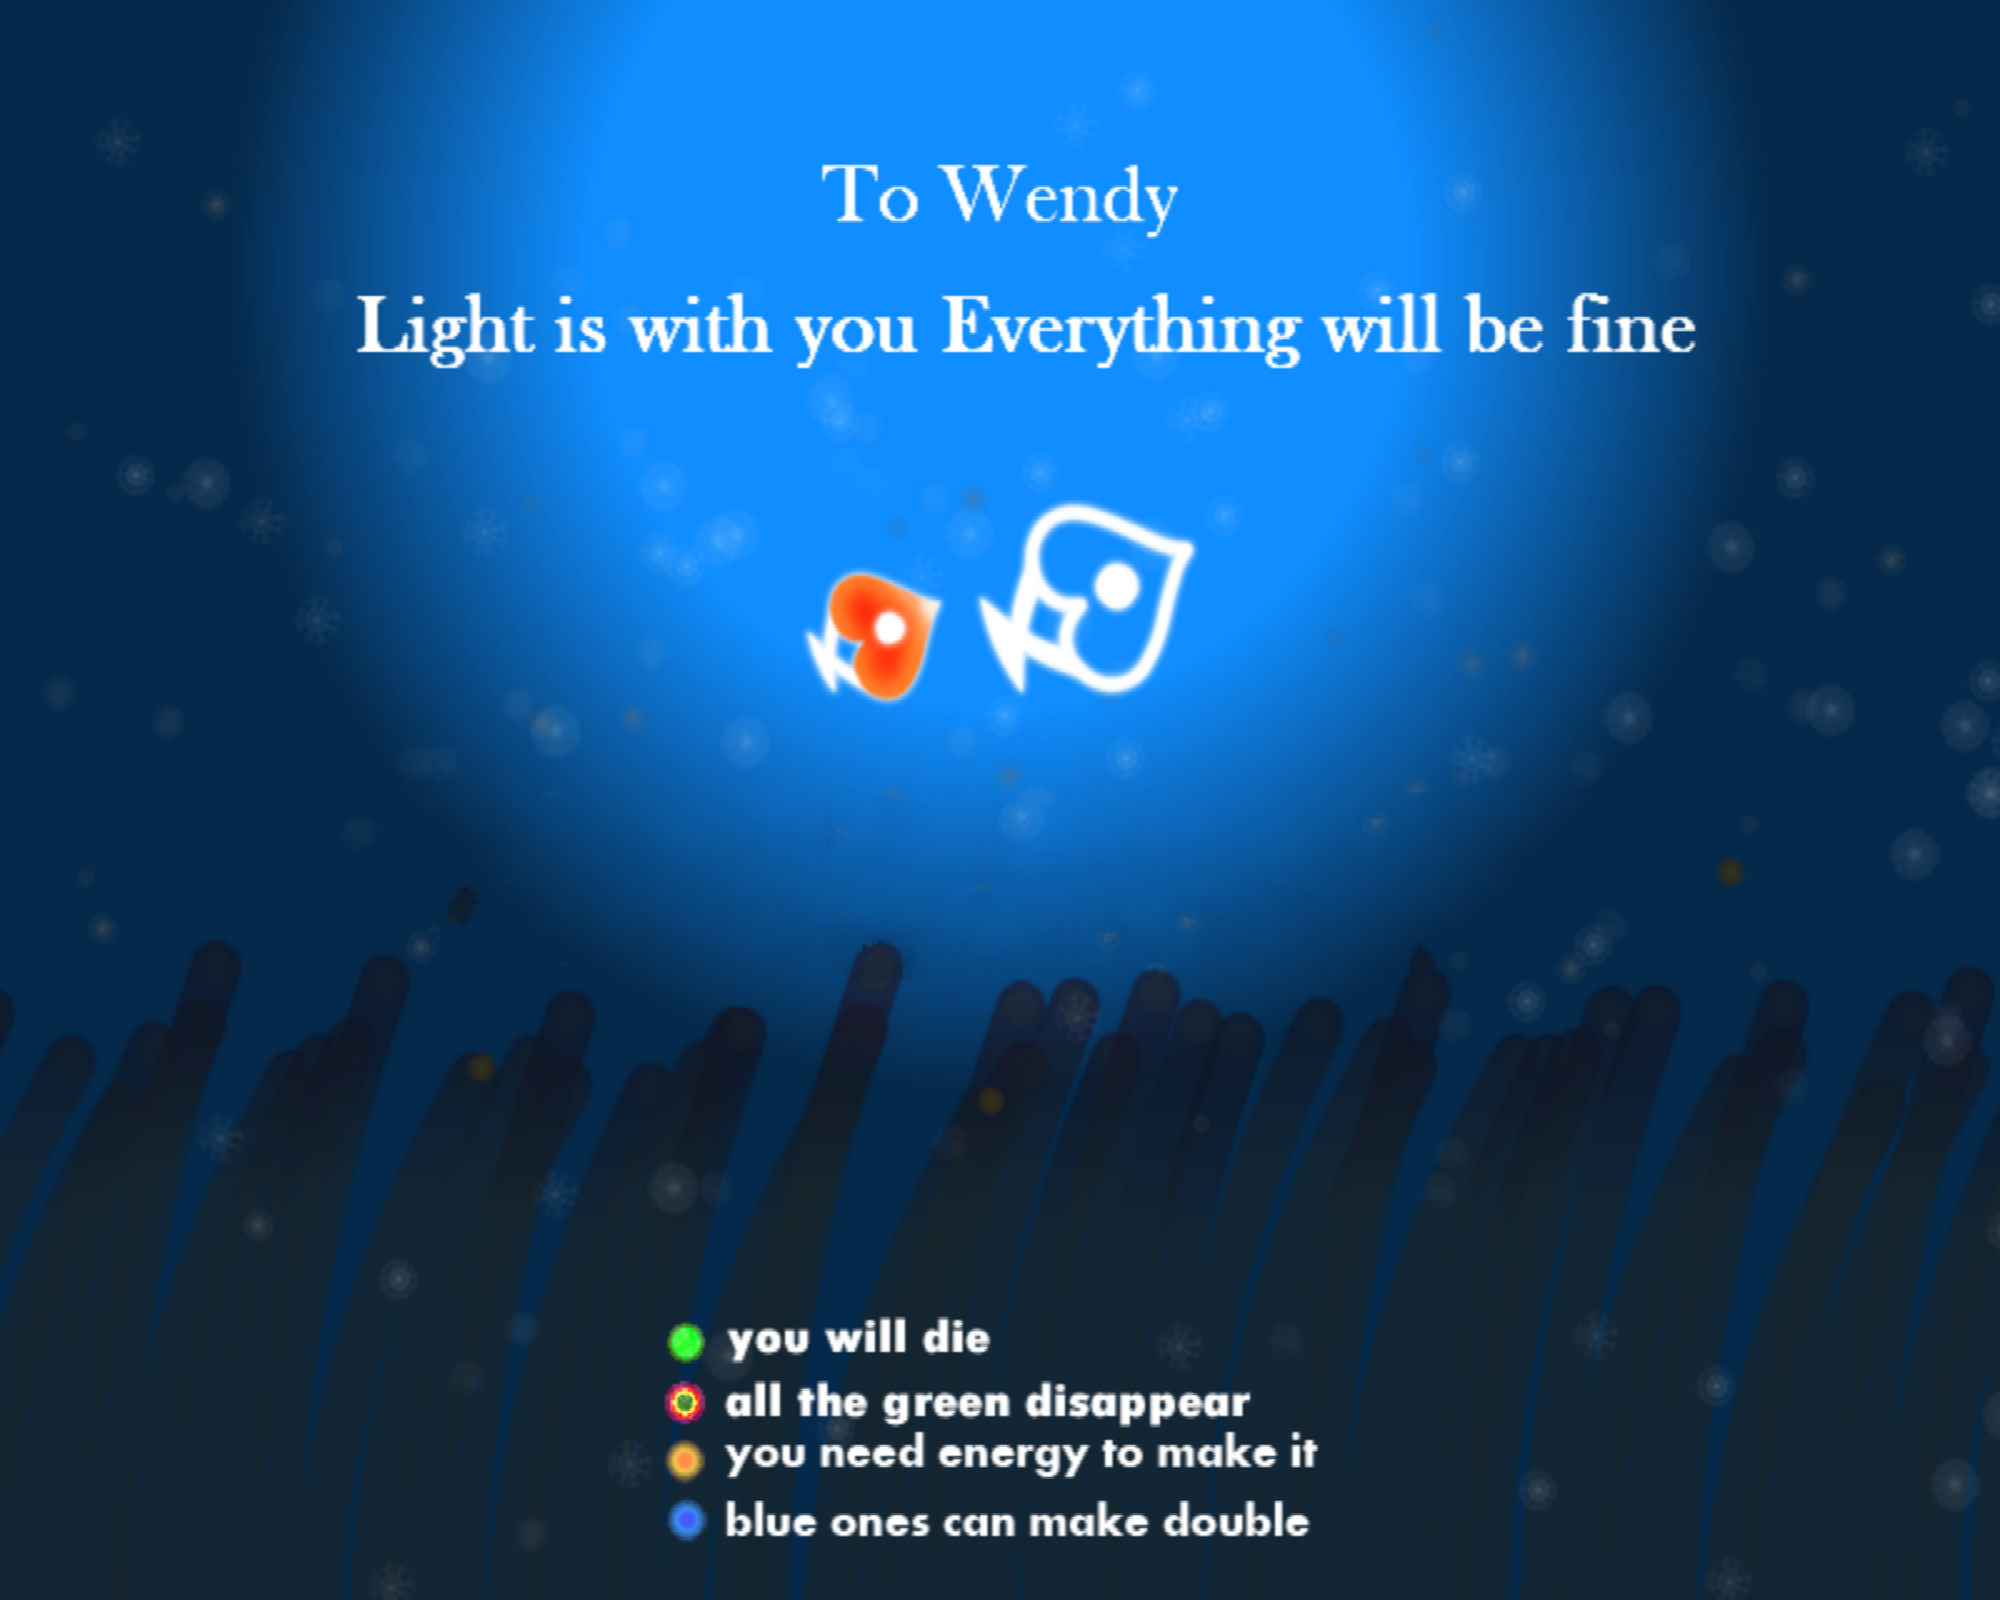 To Wendy
Light is with you Everything will be fine
you will die
all the green disappear
you need energy to make it
blue ones can make double